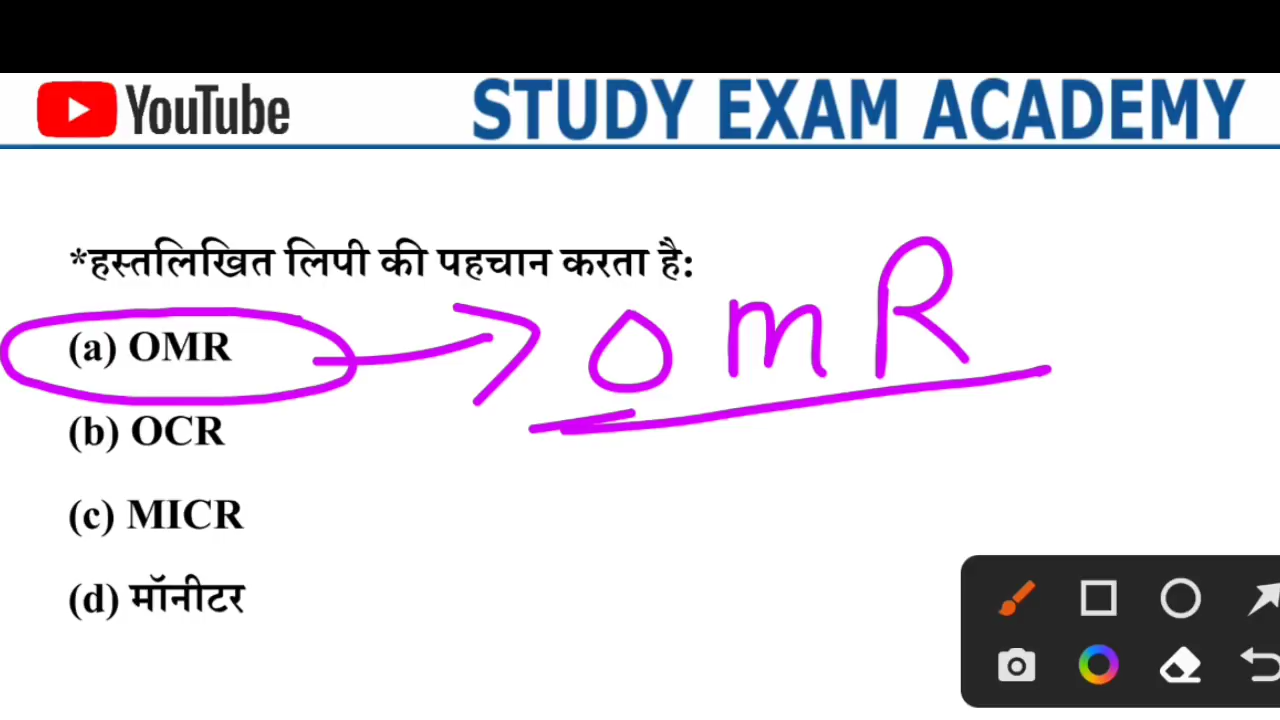 YouTube STUDY EXAM ACADEMY
*हस्तलिखित लिपी की पहचान करता है:
(a) OMR
OmR
(b) OCR
(c) MICR
(d) मॉनीटर